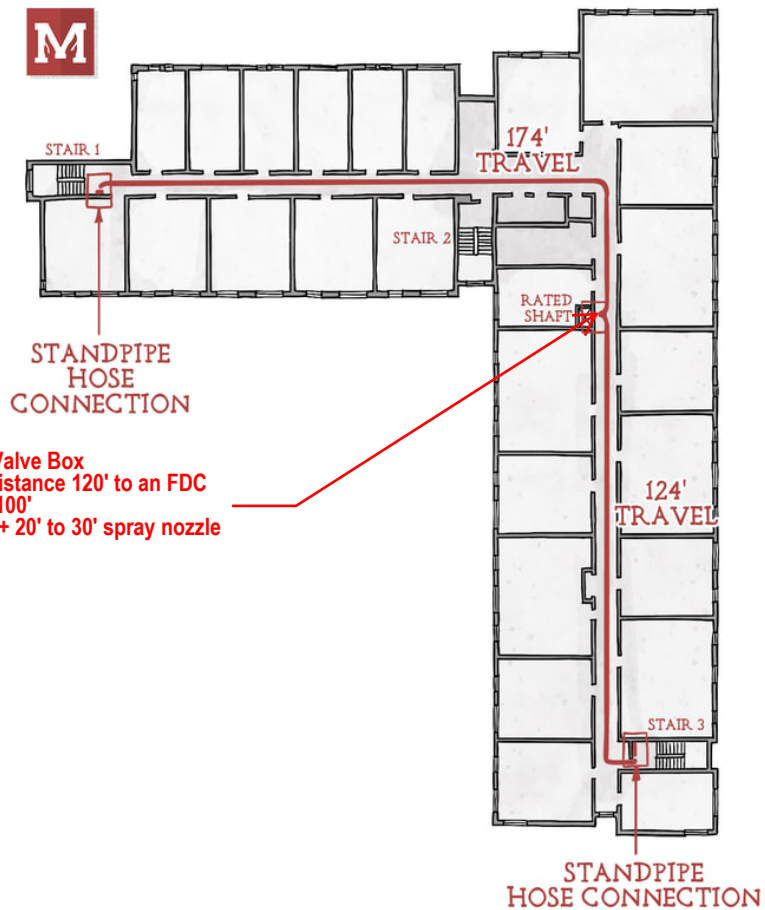 M
174'
TRAVEL
STAIR 1
STAIR 2
RATED
SHAFT
STANDPIPE
HOSE
CONNECTION
Valve Box
istance 120' to an FDC
100'
+ 20' to 30' spray nozzle
124'
TRAVEL
STAIR 3
STANDPIPE
HOSE CONNECTION